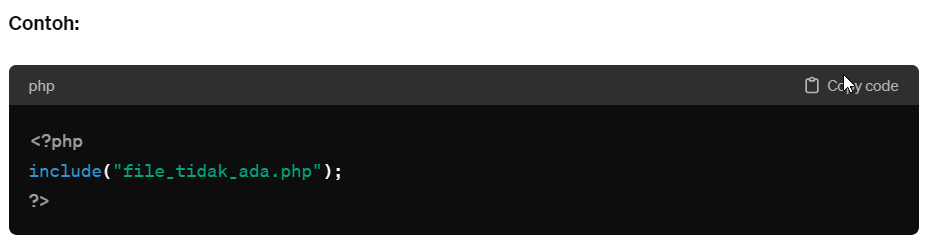 Contoh:
php
Copy code
<?php
include("file_tidak_ada.php");
?>